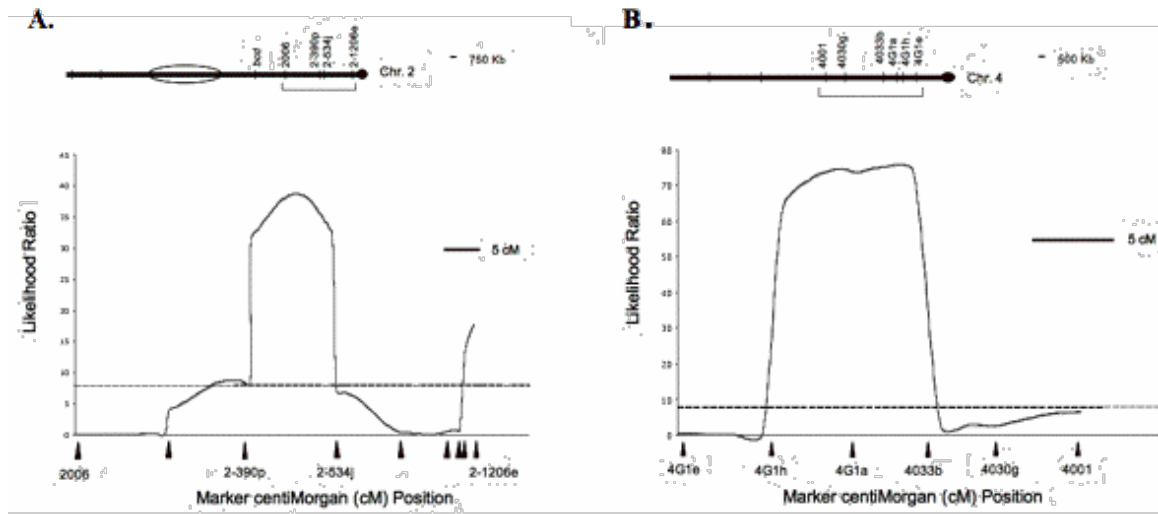 A.
bcd
2006
2-390p
2-534j
2-1206e
750 Kb
Chr. 2
45
40
35
30
25
20
15
10
5
0
Likelihood Ratio
5 cM
2006
2-390p
2-534j
2-1206e
Marker centiMorgan (cM) Position
B.
4001
4030g
4033b
4G1a
4G1h
4G1e
500 Kb
Chr. 4
80
70
60
50
40
30
20
10
0
Likelihood Ratio
5 cM
4G1e
4G1h
4G1a
4033b
4030g
4001
Marker centiMorgan (cM) Position